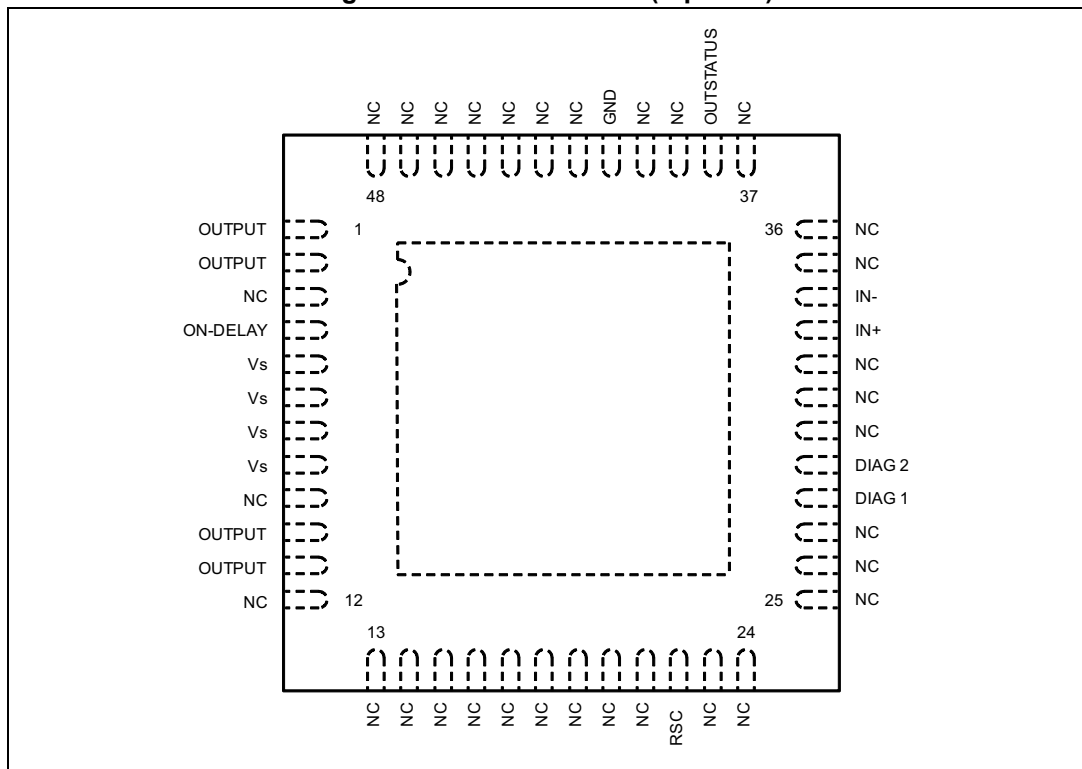 NC NC NC NC NC NC NC GND NC NC OUTSTATUS NC
48 37
OUTPUT 1 36 NC
OUTPUT NC
NC IN-
ON-DELAY IN+
Vs NC
Vs NC
Vs NC
Vs DIAG 2
NC DIAG 1
OUTPUT NC
OUTPUT NC
NC 12 25 NC
13 24
NC NC NC NC NC NC NC NC NC RSC NC NC